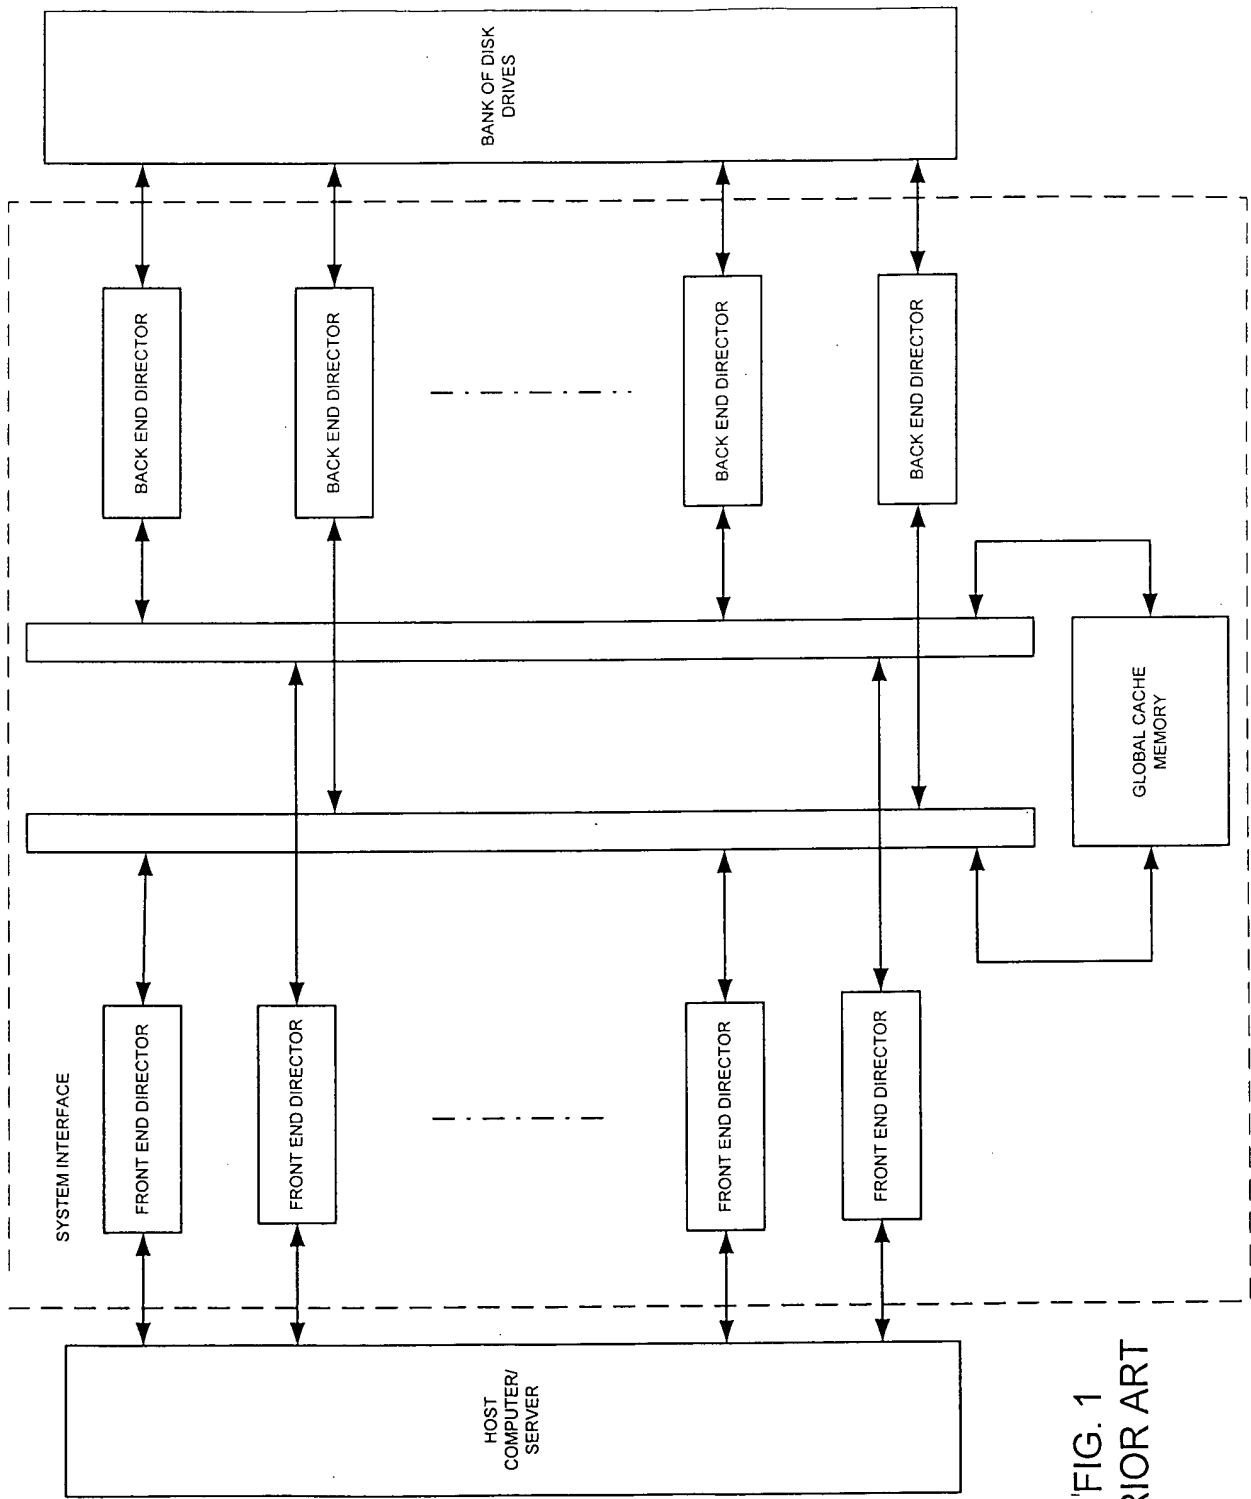 SYSTEM INTERFACE
HOST
COMPUTER/
SERVER
FRONT END DIRECTOR
FRONT END DIRECTOR
FRONT END DIRECTOR
FRONT END DIRECTOR
BACK END DIRECTOR
BACK END DIRECTOR
BACK END DIRECTOR
BACK END DIRECTOR
BANK OF DISK
DRIVES
GLOBAL CACHE
MEMORY
FIG. 1
RIOR ART